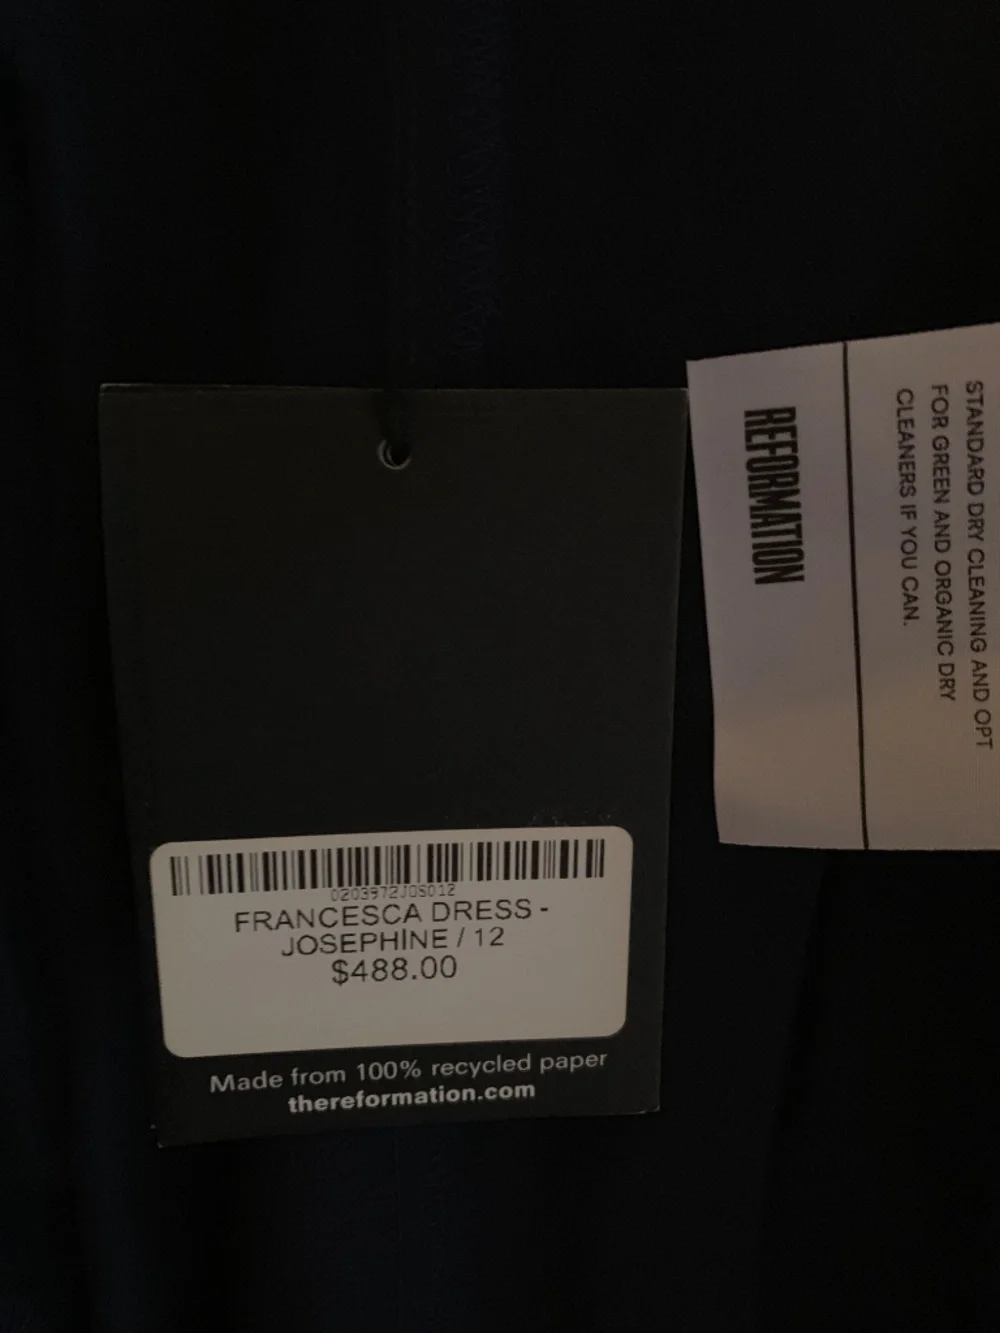 0203972JOS012
FRANCESCA DRESS -
JOSEPHINE / 12
$488.00
Made from 100% recycled paper
thereformation.com
REFORMATION
STANDARD DRY CLEANING AND OPT
FOR GREEN AND ORGANIC DRY
CLEANERS IF YOU CAN.